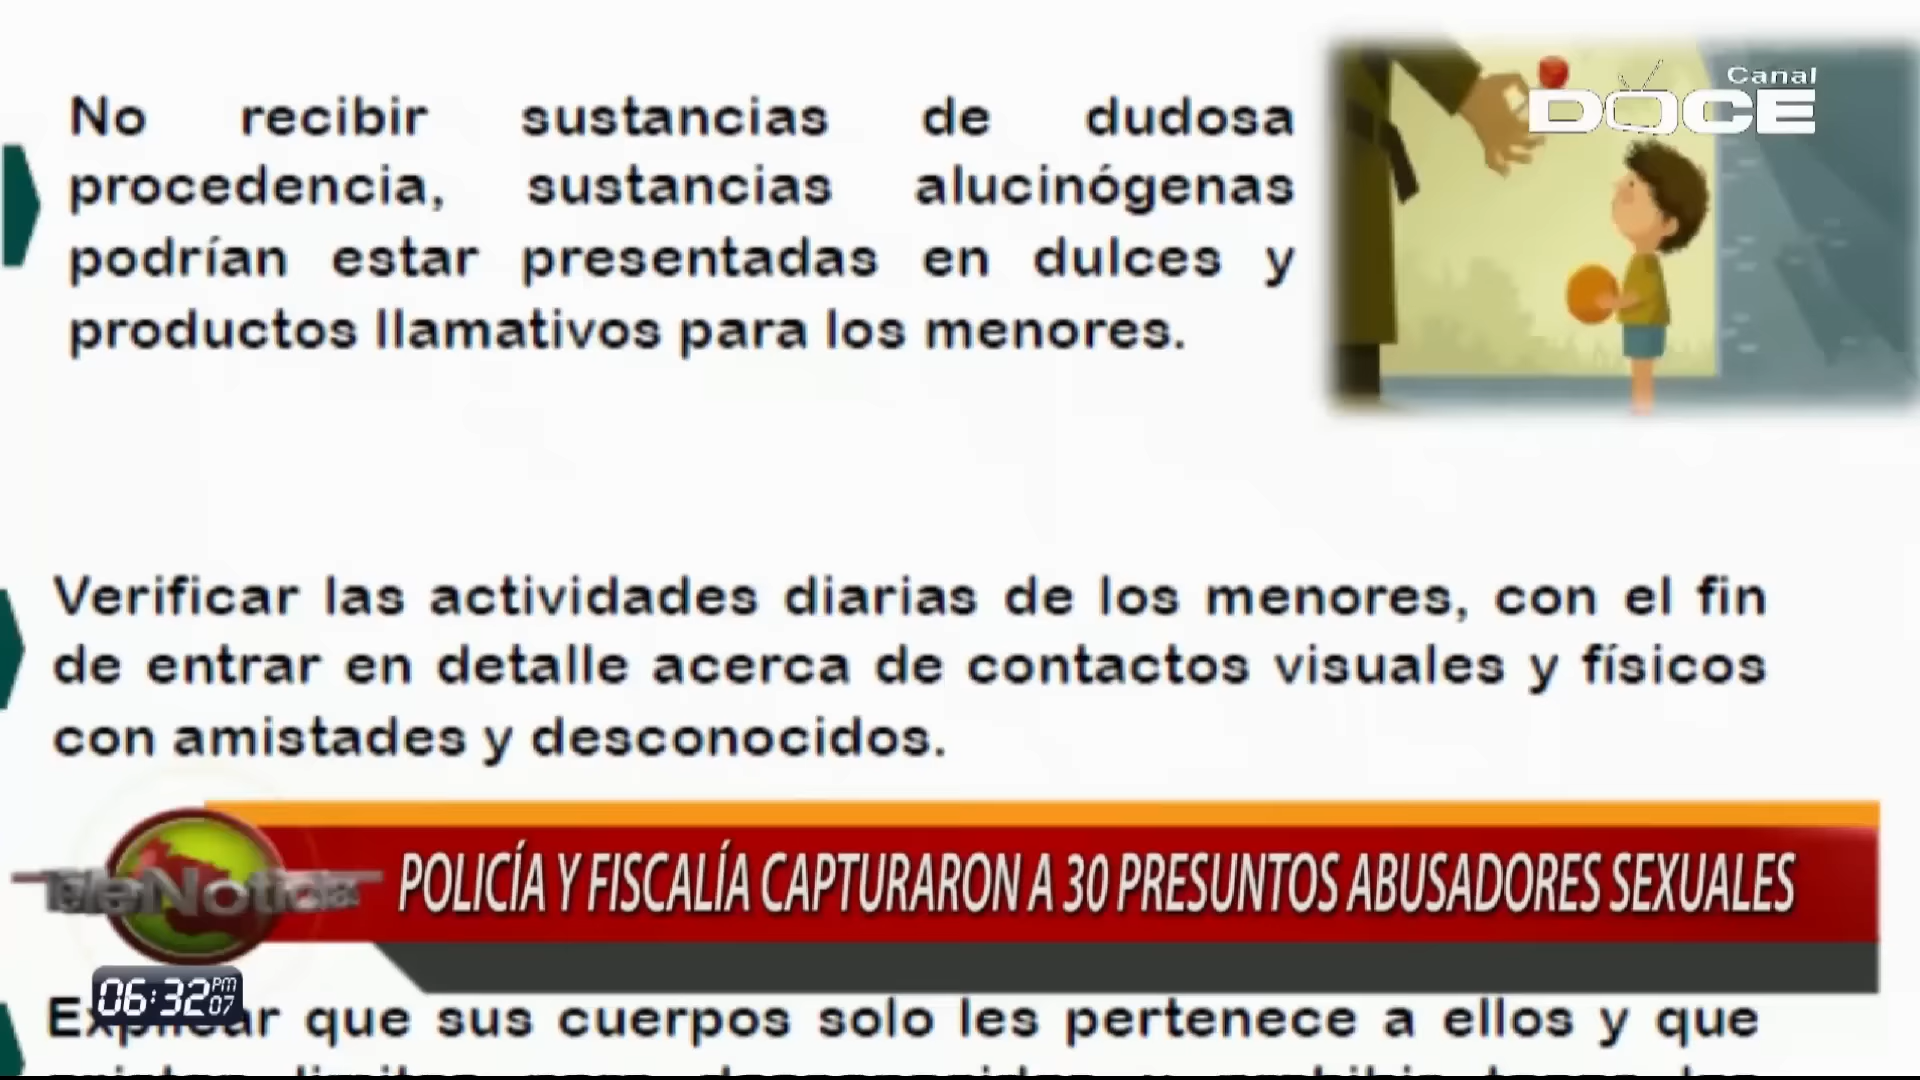 Canal
DOCE
No recibir sustancias de dudosa
procedencia, sustancias alucinógenas
podrían estar presentadas en dulces y
productos llamativos para los menores.
Verificar las actividades diarias de los menores, con el fin
de entrar en detalle acerca de contactos visuales y físicos
con amistades y desconocidos.
TeleNoticias
POLICÍA Y FISCALÍA CAPTURARON A 30 PRESUNTOS ABUSADORES SEXUALES
06:32 PM 07
Explicar que sus cuerpos solo les pertenece a ellos y que